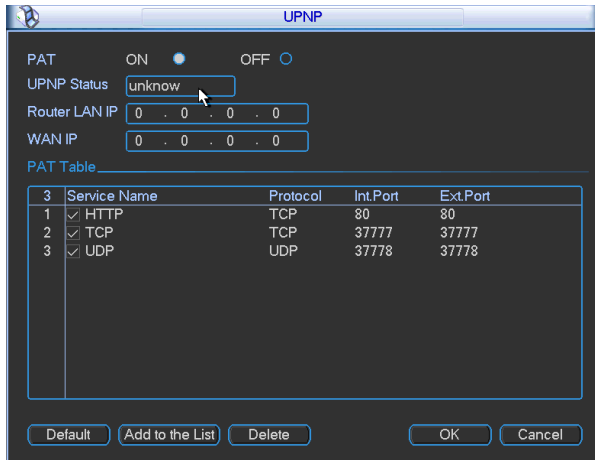 UPNP
PAT ON OFF
UPNP Status unknow
Router LAN IP 0 . 0 . 0 . 0
WAN IP 0 . 0 . 0 . 0
PAT Table
3 Service Name Protocol Int.Port Ext.Port
1 HTTP TCP 80 80
2 TCP TCP 37777 37777
3 UDP UDP 37778 37778
Default Add to the List Delete OK Cancel